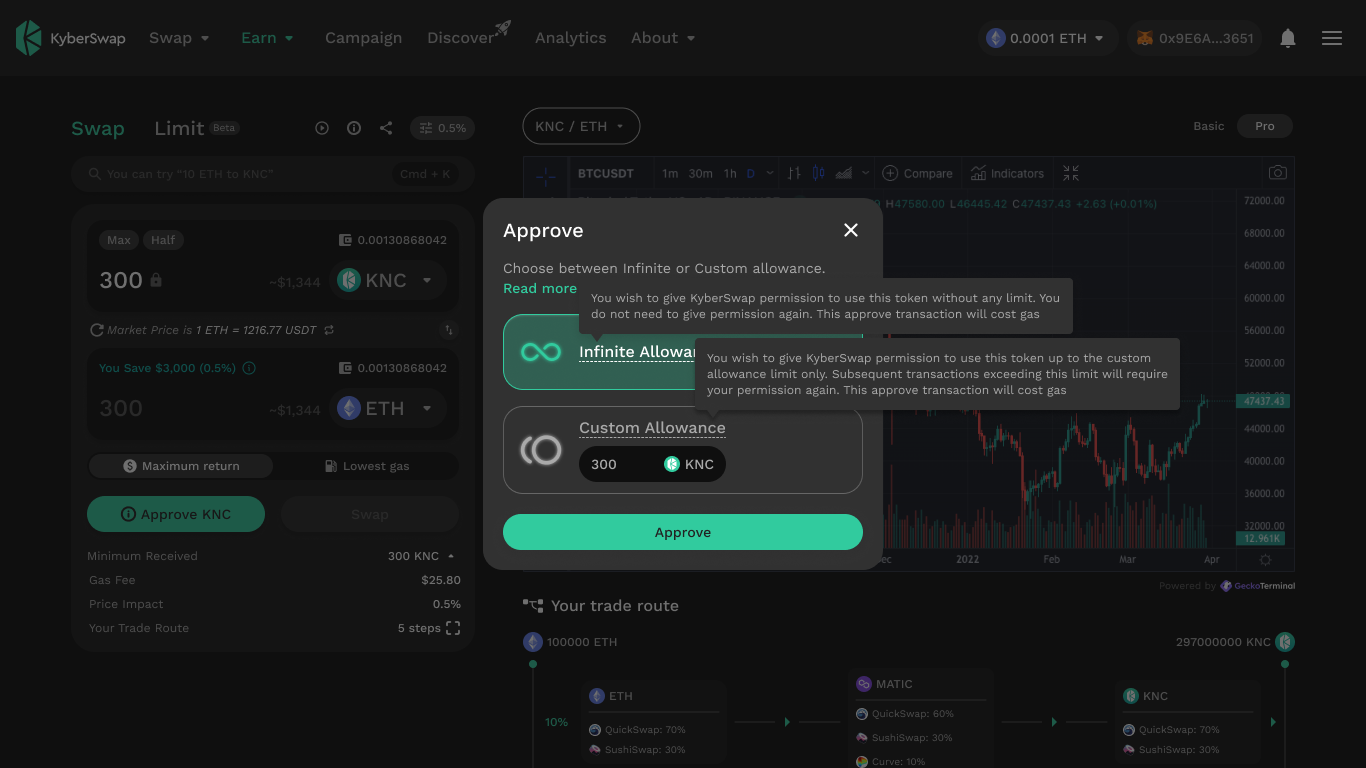 KyberSwap
Swap
Earn
Campaign
Discover
Analytics
About
0.0001 ETH
0x9E6A...3651
Swap
Limit
Beta
0.5%
You can try “10 ETH to KNC”
Cmd + K
Max
Half
0.00130868042
300
~$1,344
KNC
Market Price is 1 ETH = 1216.77 USDT
You Save $3,000 (0.5%)
0.00130868042
300
~$1,344
ETH
Maximum return
Lowest gas
Approve KNC
Swap
Minimum Received
300 KNC
Gas Fee
$25.80
Price Impact
0.5%
Your Trade Route
5 steps
KNC / ETH
Basic
Pro
BTCUSDT
1m
30m
1h
D
Compare
Indicators
H47580.00 L46445.42 C47437.43 +2.63 (+0.01%)
72000.00
68000.00
64000.00
60000.00
56000.00
52000.00
47437.43
44000.00
40000.00
36000.00
32000.00
12.961K
2022
Feb
Mar
Apr
Powered by GeckoTerminal
Approve
Choose between Infinite or Custom allowance.
Read more
You wish to give KyberSwap permission to use this token without any limit. You
do not need to give permission again. This approve transaction will cost gas
Infinite
You wish to give KyberSwap permission to use this token up to the custom
allowance limit only. Subsequent transactions exceeding this limit will require
your permission again. This approve transaction will cost gas
Custom Allowance
300
KNC
Approve
Your trade route
100000 ETH
297000000 KNC
10%
ETH
QuickSwap: 70%
SushiSwap: 30%
MATIC
QuickSwap: 60%
SushiSwap: 30%
Curve: 10%
KNC
QuickSwap: 70%
SushiSwap: 30%